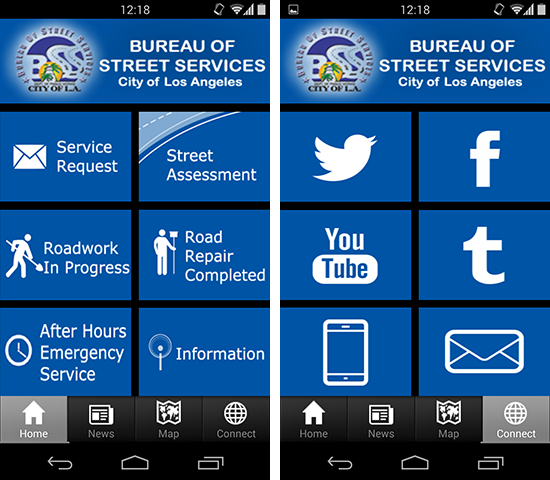 12:18
BUREAU OF STREET SERVICES
BSS
CITY OF L.A.
BUREAU OF
STREET SERVICES
City of Los Angeles
Service
Request
Street
Assessment
Roadwork
In Progress
Road
Repair
Completed
After Hours
Emergency
Service
Information
Home
News
Map
Connect
12:18
BUREAU OF STREET SERVICES
BSS
CITY OF L.A.
BUREAU OF
STREET SERVICES
City of Los Angeles
f
You
Tube
t
Home
News
Map
Connect